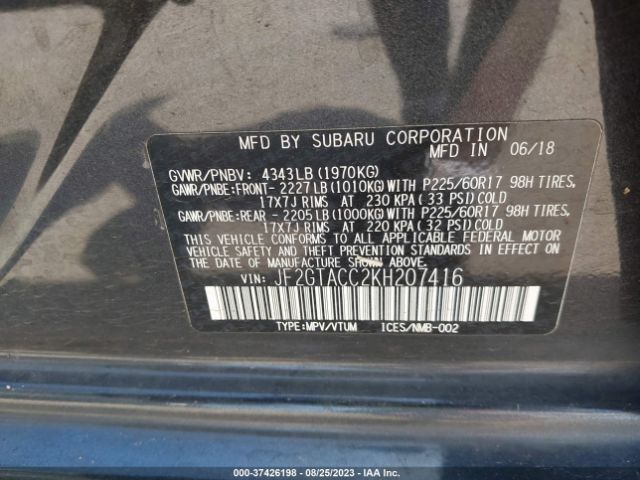 MFD BY SUBARU CORPORATION
MFD IN 06/18
GVWR/PNBV: 4343LB(1970KG)
GAWR/PNBE:FRONT- 2227LB(1010KG)WITH P225/60R17 98H TIRES,
17X7J RIMS AT 230 KPA(33 PSI)COLD
GAWR/PNBE:REAR - 2205LB(1000KG)WITH P225/60R17 98H TIRES,
17X7J RIMS AT 220 KPA(32 PSI)COLD
THIS VEHICLE CONFORMS TO ALL APPLICABLE FEDERAL MOTOR
VEHICLE SAFETY AND THEFT PREVENTION STANDARDS IN EFFECT
ON THE DATE OF MANUFACTURE SHOWN ABOVE.
VIN: JF2GTACC2KH207416
TYPE:MPV/VTUM ICES/NMB-002
000-37426198 - 08/25/2023 - IAAI.COM